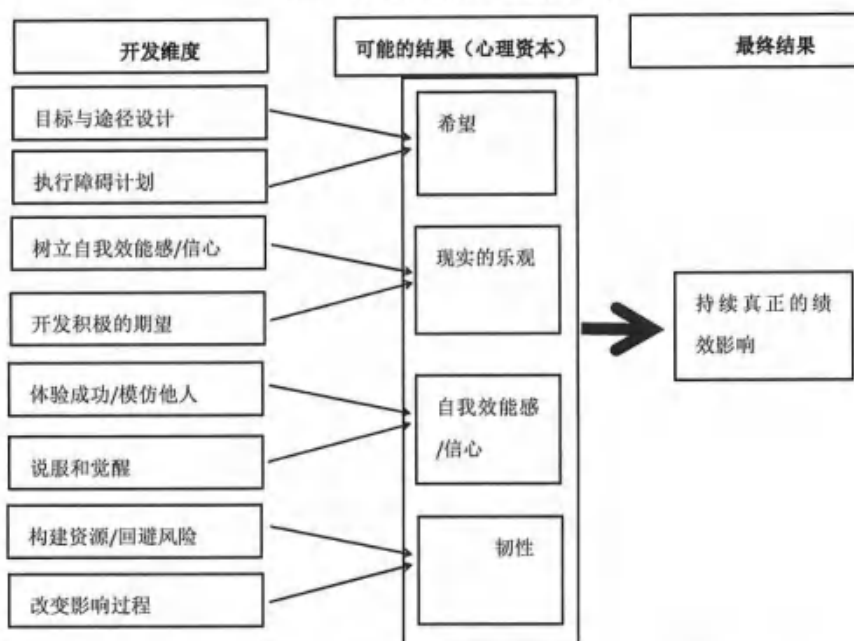 开发维度
可能的结果（心理资本）
最终结果
目标与途径设计
执行障碍计划
树立自我效能感/信心
开发积极的期望
体验成功/模仿他人
说服和觉醒
构建资源/回避风险
改变影响过程
希望
现实的乐观
自我效能感
/信心
韧性
持续真正的绩
效影响